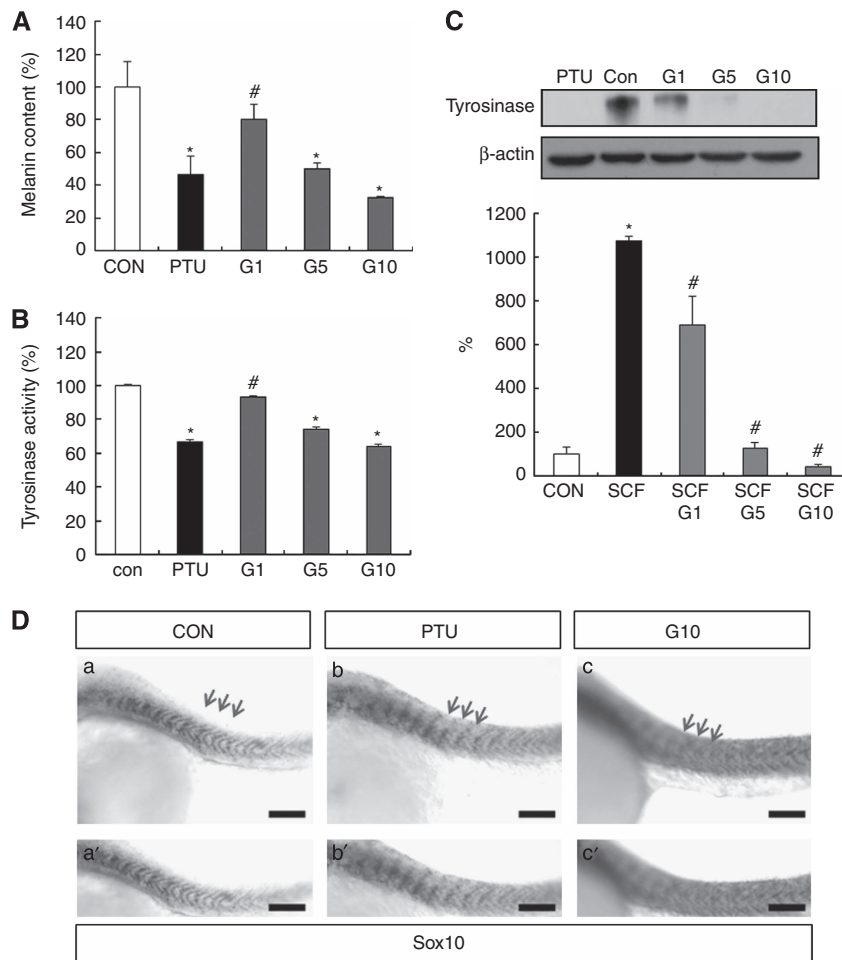 A
Melanin content (%)
140
120
100
80
60
40
20
0
*
#
*
*
CON PTU G1 G5 G10
B
Tyrosinase activity (%)
140
120
100
80
60
40
20
0
*
#
*
*
con PTU G1 G5 G10
C
PTU Con G1 G5 G10
Tyrosinase
β-actin
%
1200
1000
800
600
400
200
0
*
#
#
#
CON SCF SCF SCF SCF
G1 G5 G10
D
CON PTU G10
a b c
a′ b′ c′
Sox10